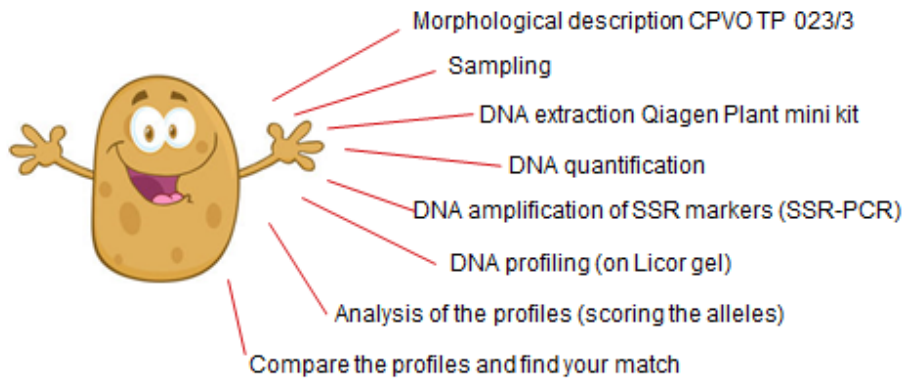 Morphological description CPVO TP 023/3
Sampling
DNA extraction Qiagen Plant mini kit
DNA quantification
DNA amplification of SSR markers (SSR-PCR)
DNA profiling (on Licor gel)
Analysis of the profiles (scoring the alleles)
Compare the profiles and find your match